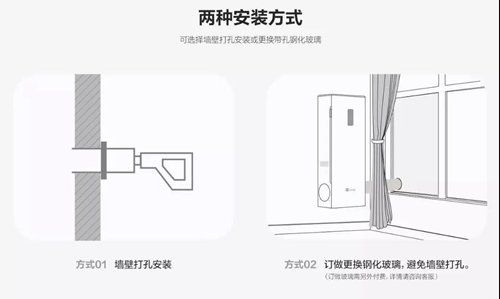 两种安装方式
可选择墙壁打孔安装或更换带孔钢化玻璃
方式01 墙壁打孔安装
方式02 订做更换钢化玻璃，避免墙壁打孔。
（订做玻璃需另外付费，详情请咨询客服）